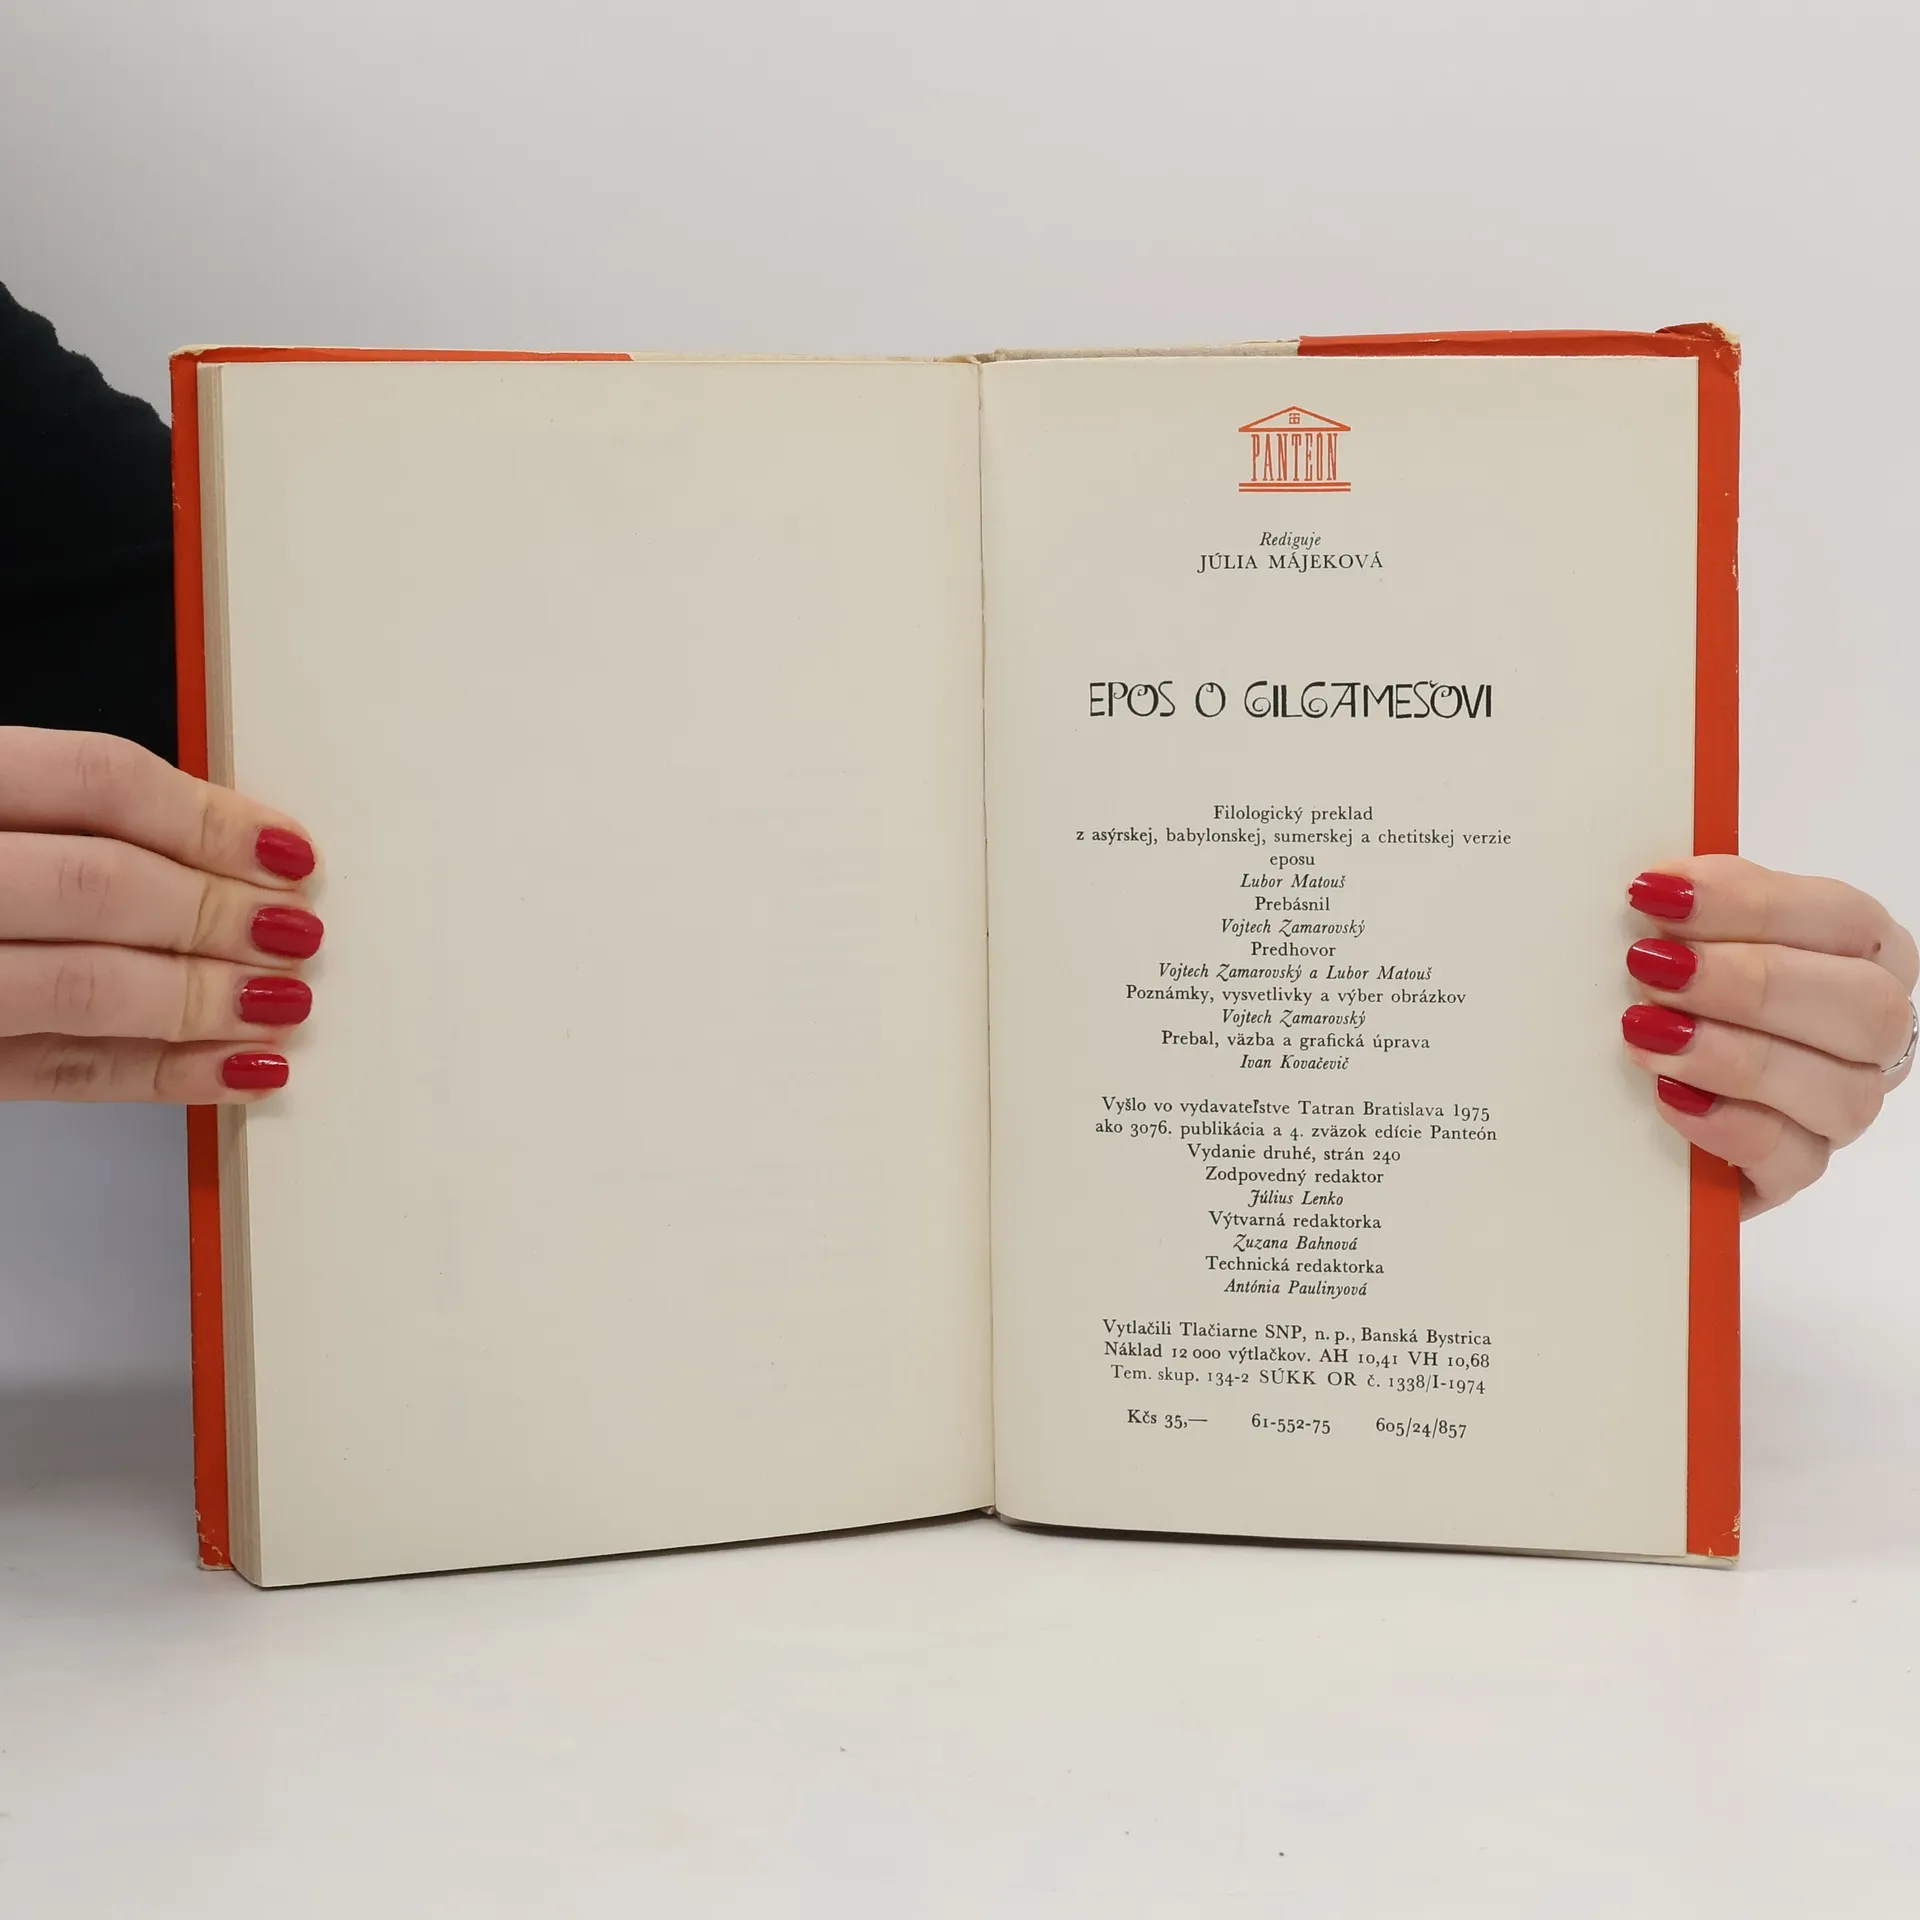 PANTEON
Rediguje
JÚLIA MÁJEKOVÁ
EPOS O GILGAMEŠOVI
Filologický preklad
z asýrskej, babylonskej, sumerskej a chetitskej verzie
eposu
Lubor Matouš
Prebásnil
Vojtech Zamarovský
Predhovor
Vojtech Zamarovský a Lubor Matouš
Poznámky, vysvetlivky a výber obrázkov
Vojtech Zamarovský
Prebal, väzba a grafická úprava
Ivan Kovačevič
Vyšlo vo vydavateľstve Tatran Bratislava 1975
ako 3076. publikácia a 4. zväzok edície Panteón
Vydanie druhé, strán 240
Zodpovedný redaktor
Július Lenko
Výtvarná redaktorka
Zuzana Bahnová
Technická redaktorka
Antónia Paulinyová
Vytlačili Tlačiarne SNP, n. p., Banská Bystrica
Náklad 12 000 výtlačkov. AH 10,41 VH 10,68
Tem. skup. 134-2 SÚKK OR č. 1338/I-1974
Kčs 35,— 61-552-75 605/24/857